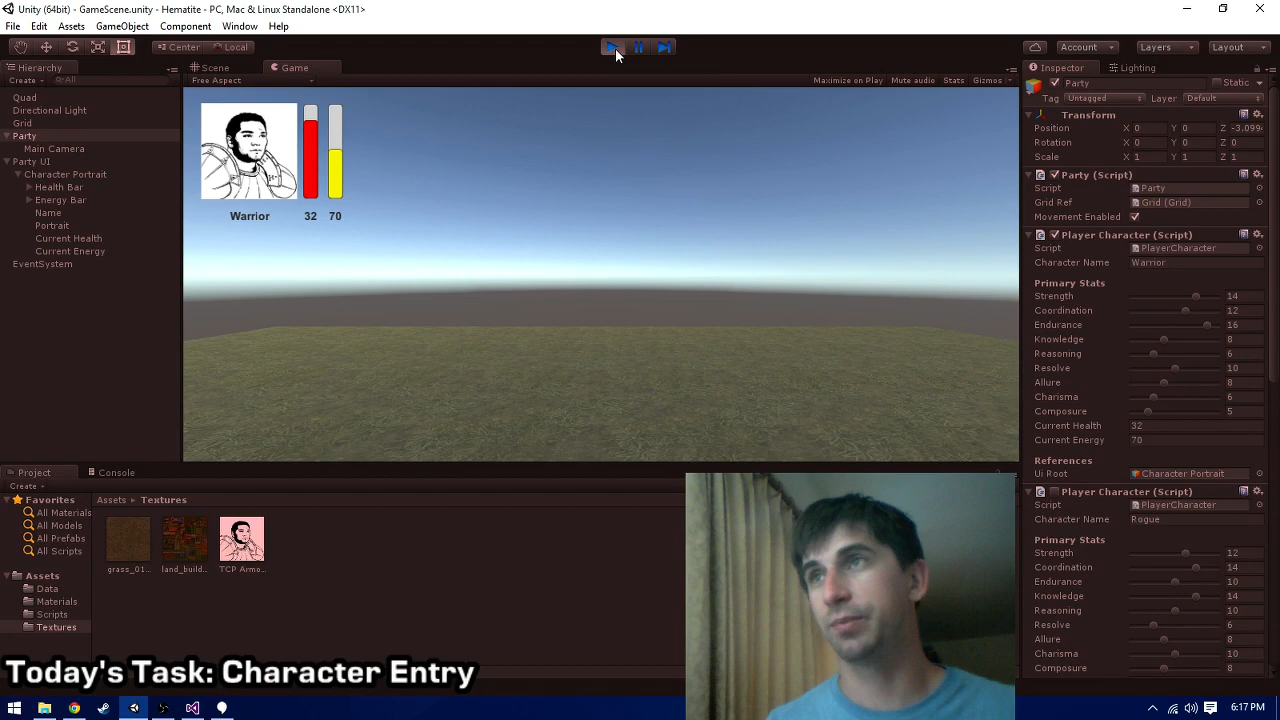 Unity (64bit) - GameScene.unity - Hematite - PC, Mac & Linux Standalone <DX11>
File Edit Assets GameObject Component Window Help
Center Local
Account Layers Layout
Hierarchy
Create All
Quad
Directional Light
Grid
Party
Main Camera
Party UI
Character Portrait
Health Bar
Energy Bar
Name
Portrait
Current Health
Current Energy
EventSystem
Scene Game
Free Aspect Maximize on Play Mute audio Stats Gizmos
Warrior 32 70
Inspector Lighting
Party Static
Tag Untagged Layer Default
Transform
Position X 0 Y 0 Z -3.099
Rotation X 0 Y 0 Z 0
Scale X 1 Y 1 Z 1
Party (Script)
Script Party
Grid Ref Grid (Grid)
Movement Enabled
Player Character (Script)
Script PlayerCharacter
Character Name Warrior
Primary Stats
Strength 14
Coordination 12
Endurance 16
Knowledge 8
Reasoning 6
Resolve 10
Allure 8
Charisma 6
Composure 5
Current Health 32
Current Energy 70
References
Ui Root Character Portrait
Player Character (Script)
Script PlayerCharacter
Character Name Rogue
Primary Stats
Strength 12
Coordination 14
Endurance 10
Knowledge 14
Reasoning 10
Resolve 6
Allure 8
Charisma 10
Composure 8
Project Console
Create
Favorites
All Materials
All Models
All Prefabs
All Scripts
Assets
Data
Materials
Scripts
Textures
Assets Textures
grass_01... land_build... TCP Armo...
Today's Task: Character Entry
6:17 PM